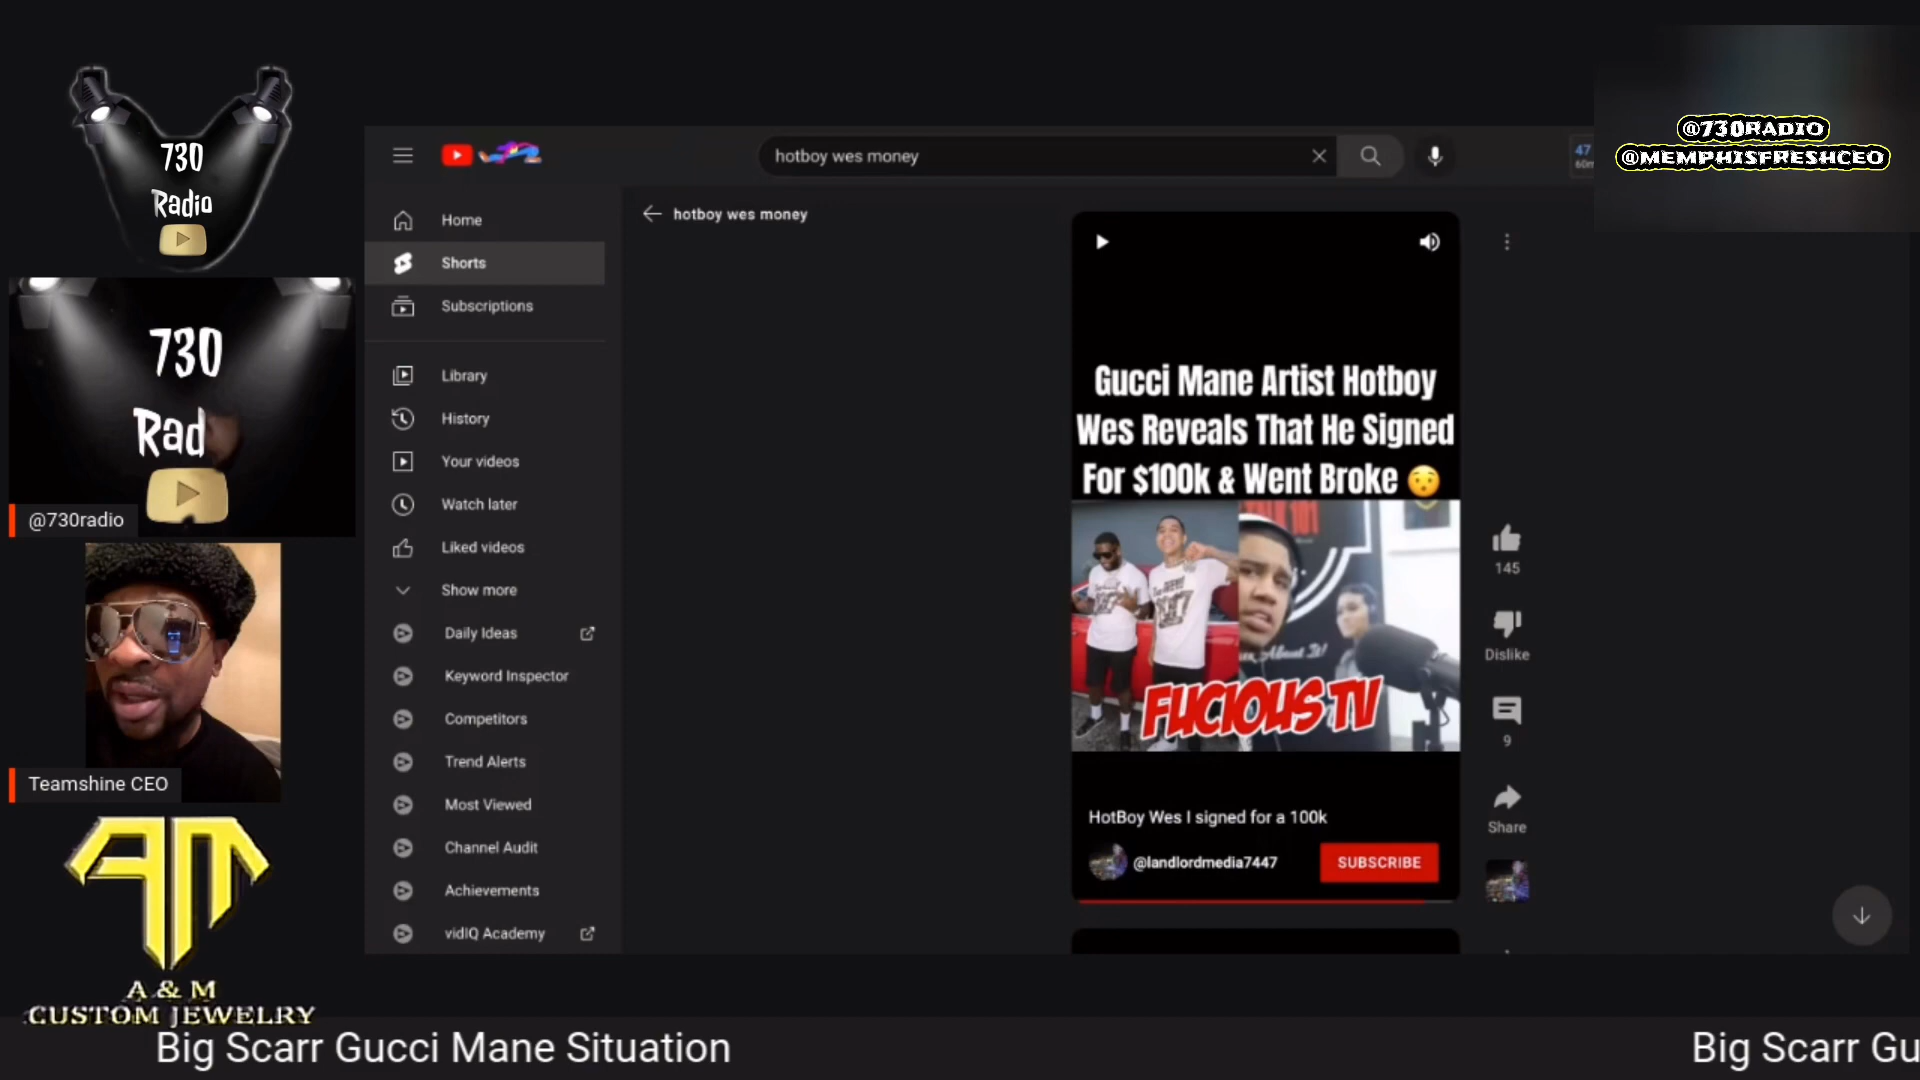 730
Radio
730
Rad
@730radio
Teamshine CEO
A & M
CUSTOM JEWELRY
hotboy wes money
47
60m
@730RADIO
@MEMPHISFRESHCEO
Home
Shorts
Subscriptions
Library
History
Your videos
Watch later
Liked videos
Show more
Daily Ideas
Keyword Inspector
Competitors
Trend Alerts
Most Viewed
Channel Audit
Achievements
vidIQ Academy
hotboy wes money
Gucci Mane Artist Hotboy
Wes Reveals That He Signed
For $100k & Went Broke 😯
About It!
FUCIOUS TV
HotBoy Wes I signed for a 100k
@landlordmedia7447
SUBSCRIBE
145
Dislike
9
Share
Big Scarr Gucci Mane Situation
Big Scarr Gu